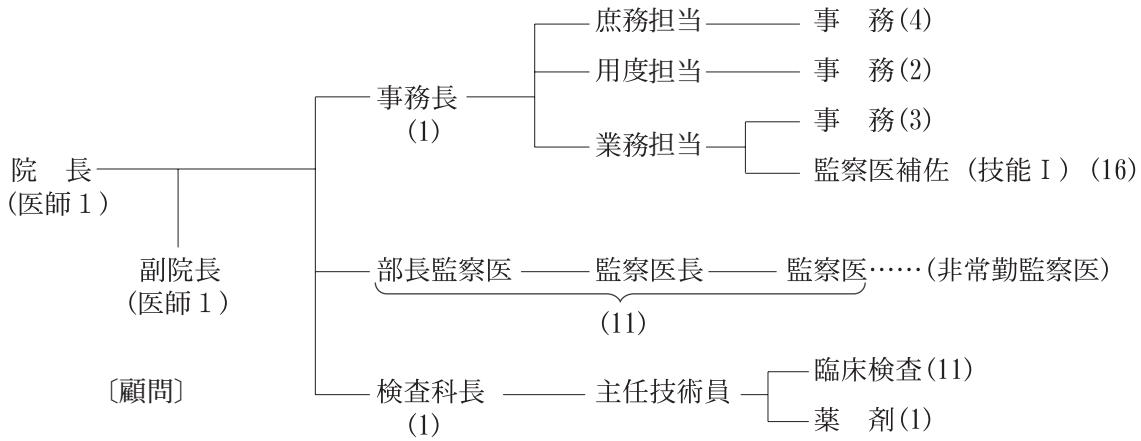 庶務担当 事　務(4)
用度担当 事　務(2)
事務長
(1)
業務担当 事　務(3)
監察医補佐（技能Ⅰ）(16)
院　長
(医師１)
副院長
(医師１)
部長監察医 監察医長 監察医……(非常勤監察医)
(11)
〔顧問〕
検査科長 主任技術員 臨床検査(11)
(1)
薬　剤(1)